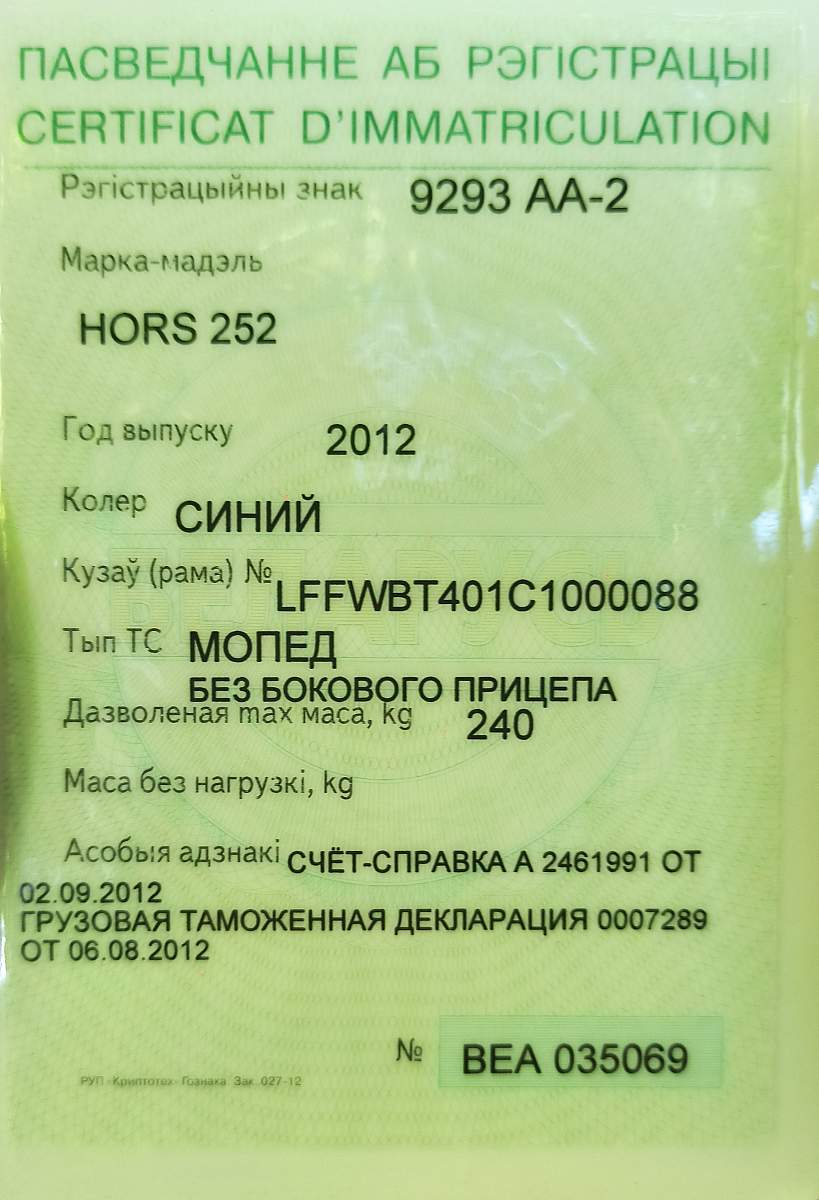 ПАСВЕДЧАННЕ АБ РЭГІСТРАЦЫІ
CERTIFICAT D'IMMATRICULATION
Рэгістрацыйны знак 9293 АА-2
Марка-мадэль
HORS 252
Год выпуску 2012
Колер СИНИЙ
Кузаў (рама) № LFFWBT401C1000088
Тып ТС МОПЕД
БЕЗ БОКОВОГО ПРИЦЕПА
Дазволеная max маса, kg 240
Маса без нагрузкі, kg
Асобыя адзнакі СЧЁТ-СПРАВКА А 2461991 ОТ
02.09.2012
ГРУЗОВАЯ ТАМОЖЕННАЯ ДЕКЛАРАЦИЯ 0007289
ОТ 06.08.2012
№ ВЕА 035069
РУП «Криптотех» Гознака Зак. 027-12
БЕЛАРУСЬ